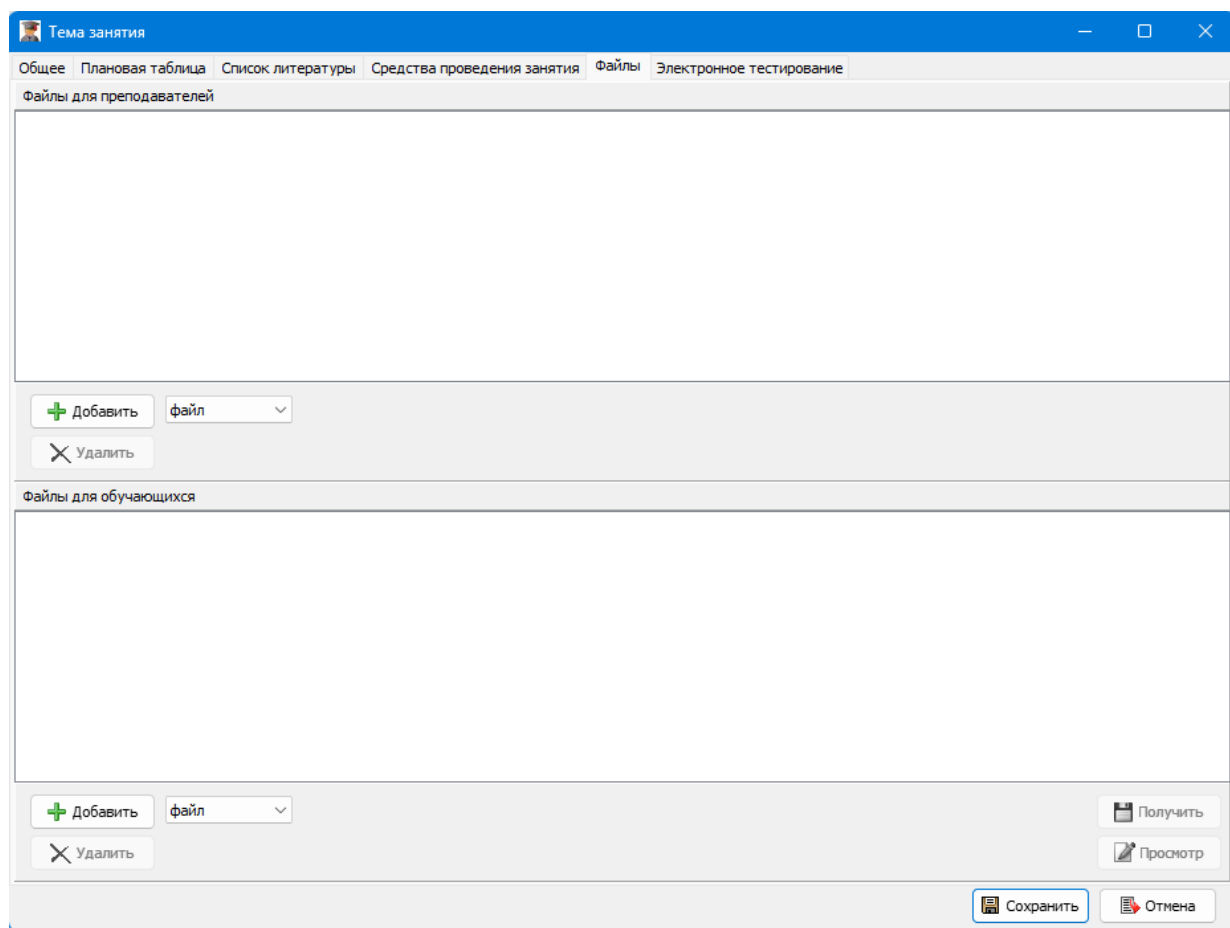 Тема занятия
Общее Плановая таблица Список литературы Средства проведения занятия Файлы Электронное тестирование
Файлы для преподавателей
Добавить файл
Удалить
Файлы для обучающихся
Добавить файл Получить
Удалить Просмотр
Сохранить Отмена